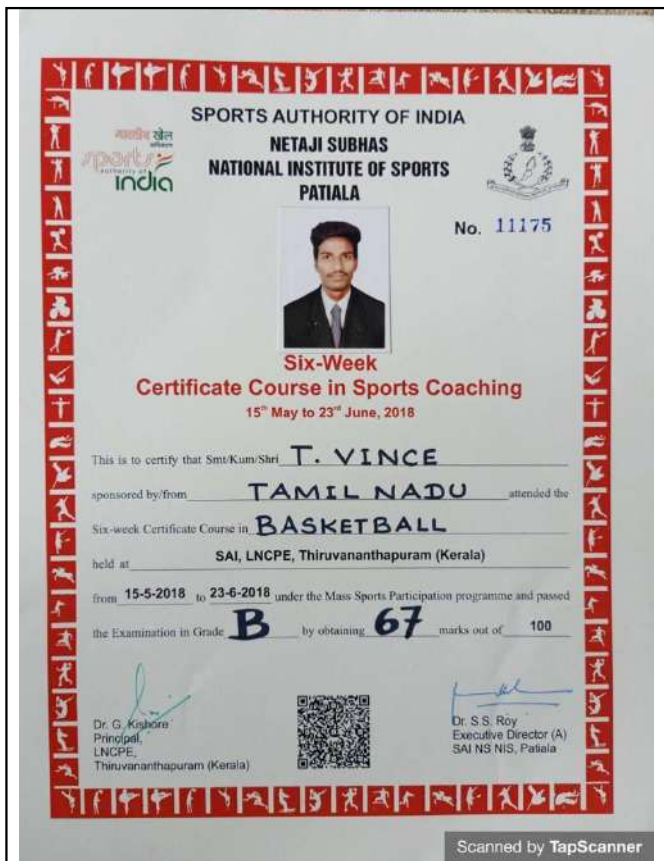 SPORTS AUTHORITY OF INDIA
NETAJI SUBHAS
NATIONAL INSTITUTE OF SPORTS
PATIALA
भारतीय खेल
sports
authority of
india
No. 11175
Six-Week
Certificate Course in Sports Coaching
15th May to 23rd June, 2018
This is to certify that Smt/Kum/Shri T. VINCE
sponsored by/from TAMIL NADU attended the
Six-week Certificate Course in BASKETBALL
held at SAI, LNCPE, Thiruvananthapuram (Kerala)
from 15-5-2018 to 23-6-2018 under the Mass Sports Participation programme and passed
the Examination in Grade B by obtaining 67 marks out of 100
Dr. G. Kishore
Principal,
LNCPE,
Thiruvananthapuram (Kerala)
Dr. S.S. Roy
Executive Director (A)
SAI NS NIS, Patiala
Scanned by TapScanner